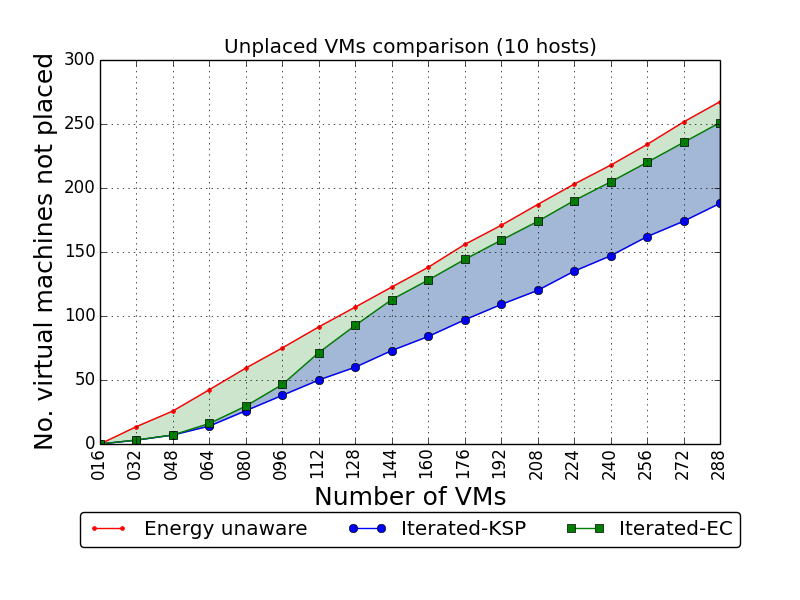 Unplaced VMs comparison (10 hosts)
No. virtual machines not placed
300
250
200
150
100
50
0
016 032 048 064 080 096 112 128 144 160 176 192 208 224 240 256 272 288
Number of VMs
Energy unaware Iterated-KSP Iterated-EC